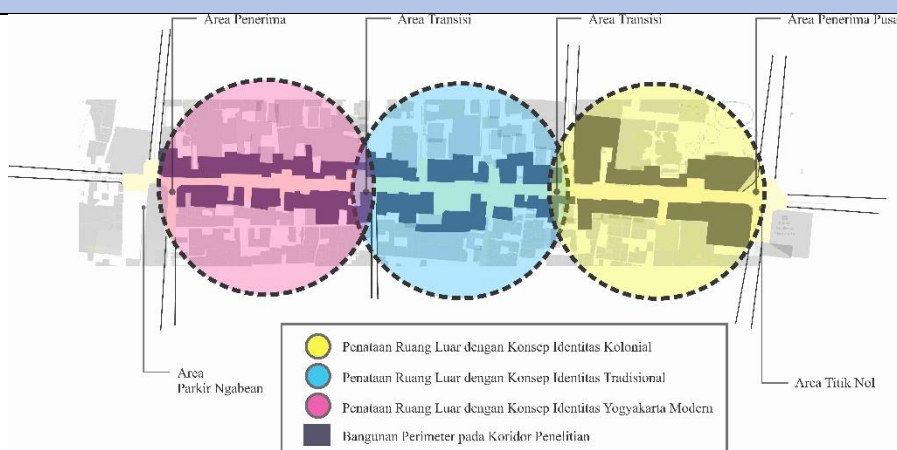 Area Penerima
Area Transisi
Area Transisi
Area Penerima Pusa
Area
Parkir Ngabean
Area Titik Nol
Penataan Ruang Luar dengan Konsep Identitas Kolonial
Penataan Ruang Luar dengan Konsep Identitas Tradisional
Penataan Ruang Luar dengan Konsep Identitas Yogyakarta Modern
Bangunan Perimeter pada Koridor Penelitian